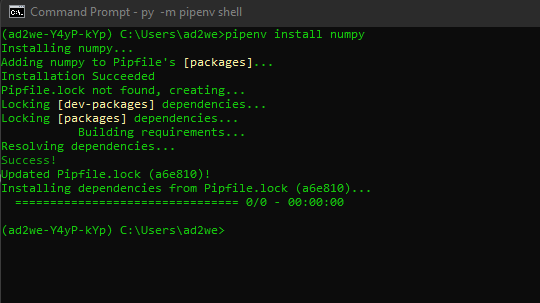 Command Prompt - py -m pipenv shell
(ad2we-Y4yP-kYp) C:\Users\ad2we>pipenv install numpy
Installing numpy...
Adding numpy to Pipfile's [packages]...
Installation Succeeded
Pipfile.lock not found, creating...
Locking [dev-packages] dependencies...
Locking [packages] dependencies...
           Building requirements...
Resolving dependencies...
Success!
Updated Pipfile.lock (a6e810)!
Installing dependencies from Pipfile.lock (a6e810)...
  ================================ 0/0 - 00:00:00
(ad2we-Y4yP-kYp) C:\Users\ad2we>